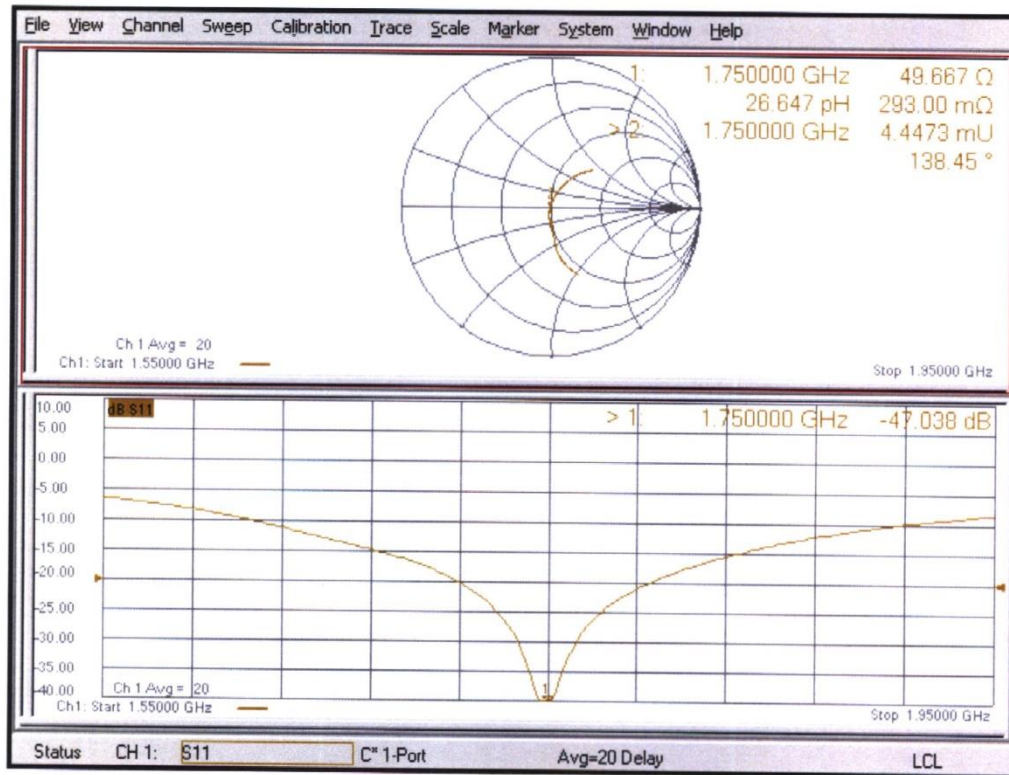 File View Channel Sweep Calibration Trace Scale Marker System Window Help
1: 1.750000 GHz 49.667 Ω
26.647 pH 293.00 mΩ
> 2: 1.750000 GHz 4.4473 mU
138.45 °
Ch 1 Avg = 20
Ch1: Start 1.55000 GHz
Stop 1.95000 GHz
dB S11
> 1: 1.750000 GHz -47.038 dB
10.00
5.00
0.00
-5.00
-10.00
-15.00
-20.00
-25.00
-30.00
-35.00
-40.00
1
Ch 1 Avg = 20
Ch1: Start 1.55000 GHz
Stop 1.95000 GHz
Status CH 1: S11 C* 1-Port Avg=20 Delay LCL